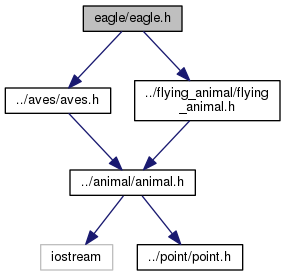 eagle/eagle.h
../aves/aves.h
../flying_animal/flying
_animal.h
../animal/animal.h
iostream
../point/point.h